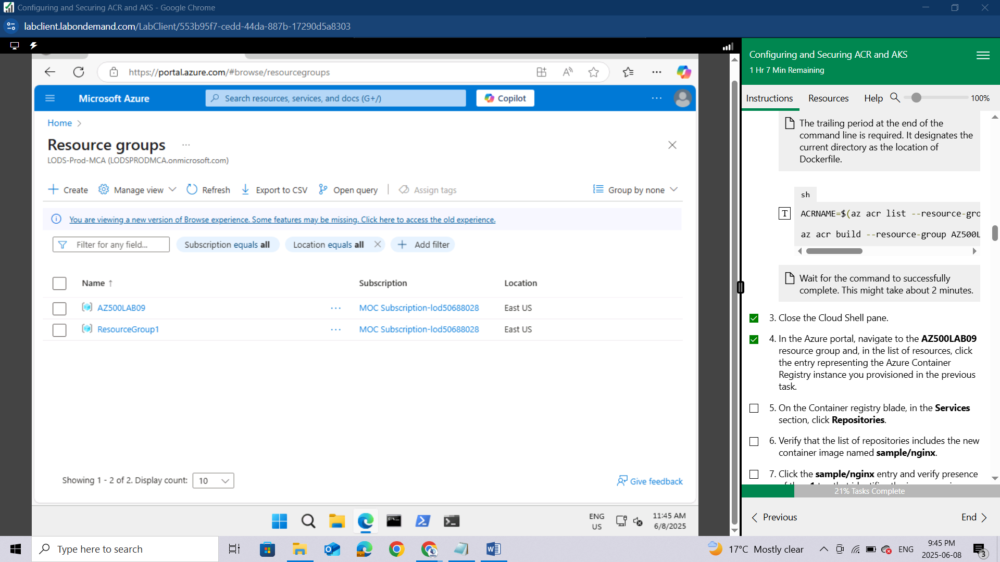 Configuring and Securing ACR and AKS - Google Chrome
labclient.labondemand.com/LabClient/553b95f7-cedd-44da-887b-17290d5a8303
https://portal.azure.com/#browse/resourcegroups
Microsoft Azure
Search resources, services, and docs (G+/)
Copilot
Home
Resource groups
LODS-Prod-MCA (LODSPRODMCA.onmicrosoft.com)
Create
Manage view
Refresh
Export to CSV
Open query
Assign tags
Group by none
You are viewing a new version of Browse experience. Some features may be missing. Click here to access the old experience.
Filter for any field...
Subscription equals all
Location equals all
Add filter
Name ↑
Subscription
Location
AZ500LAB09
MOC Subscription-lod50688028
East US
ResourceGroup1
MOC Subscription-lod50688028
East US
Showing 1 - 2 of 2. Display count:
10
Give feedback
ENG
US
11:45 AM
6/8/2025
Configuring and Securing ACR and AKS
1 Hr 7 Min Remaining
Instructions
Resources
Help
100%
The trailing period at the end of the
command line is required. It designates the
current directory as the location of
Dockerfile.
sh
T
ACRNAME=$(az acr list --resource-gro
az acr build --resource-group AZ500L
Wait for the command to successfully
complete. This might take about 2 minutes.
3. Close the Cloud Shell pane.
4. In the Azure portal, navigate to the AZ500LAB09
resource group and, in the list of resources, click
the entry representing the Azure Container
Registry instance you provisioned in the previous
task.
5. On the Container registry blade, in the Services
section, click Repositories.
6. Verify that the list of repositories includes the new
container image named sample/nginx.
7. Click the sample/nginx entry and verify presence
21% Tasks Complete
Previous
End
Type here to search
17°C Mostly clear
ENG
9:45 PM
2025-06-08
3